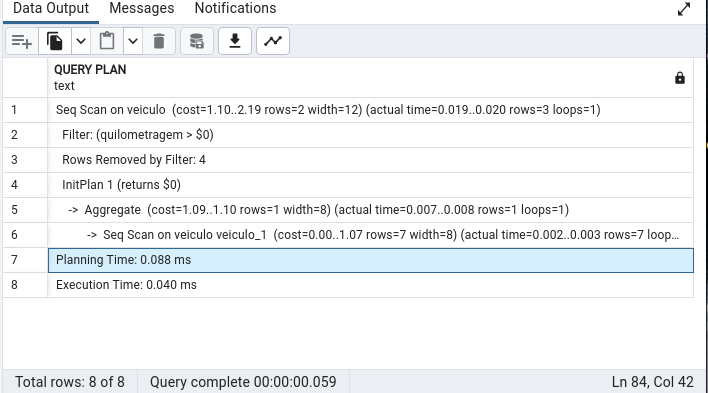 Data Output Messages Notifications
QUERY PLAN
text
1 Seq Scan on veiculo (cost=1.10..2.19 rows=2 width=12) (actual time=0.019..0.020 rows=3 loops=1)
2 Filter: (quilometragem > $0)
3 Rows Removed by Filter: 4
4 InitPlan 1 (returns $0)
5 -> Aggregate (cost=1.09..1.10 rows=1 width=8) (actual time=0.007..0.008 rows=1 loops=1)
6 -> Seq Scan on veiculo veiculo_1 (cost=0.00..1.07 rows=7 width=8) (actual time=0.002..0.003 rows=7 loop...
7 Planning Time: 0.088 ms
8 Execution Time: 0.040 ms
Total rows: 8 of 8 Query complete 00:00:00.059 Ln 84, Col 42